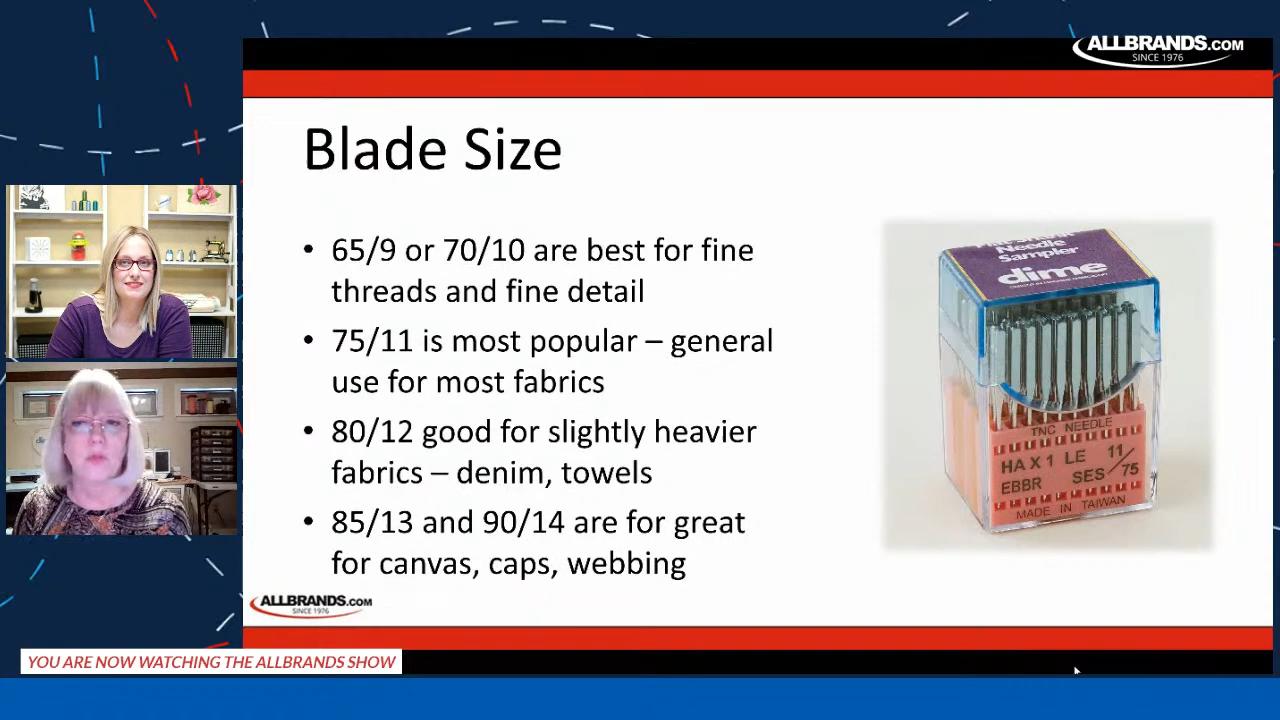 ALLBRANDS.COM
SINCE 1976
Blade Size
• 65/9 or 70/10 are best for fine
threads and fine detail
• 75/11 is most popular – general
use for most fabrics
• 80/12 good for slightly heavier
fabrics – denim, towels
• 85/13 and 90/14 are for great
for canvas, caps, webbing
Needle
Sampler
dime
TNC NEEDLE
HA X 1 LE 11/75
EBBR SES
MADE IN TAIWAN
ALLBRANDS.COM
SINCE 1976
YOU ARE NOW WATCHING THE ALLBRANDS SHOW